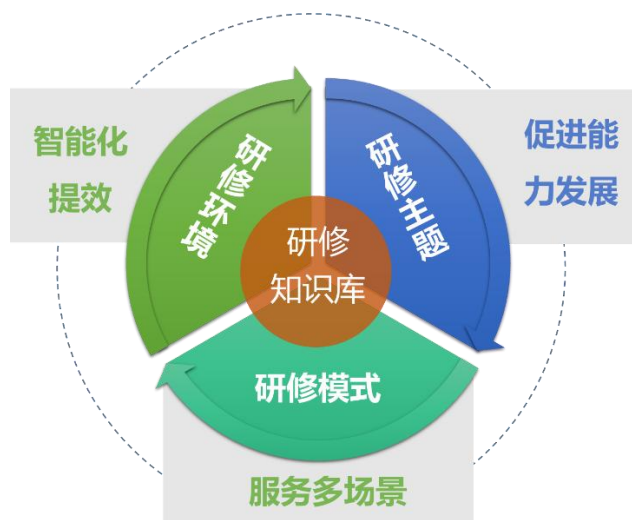 智能化
提效
研修环境
研修主题
促进能
力发展
研修
知识库
研修模式
服务多场景